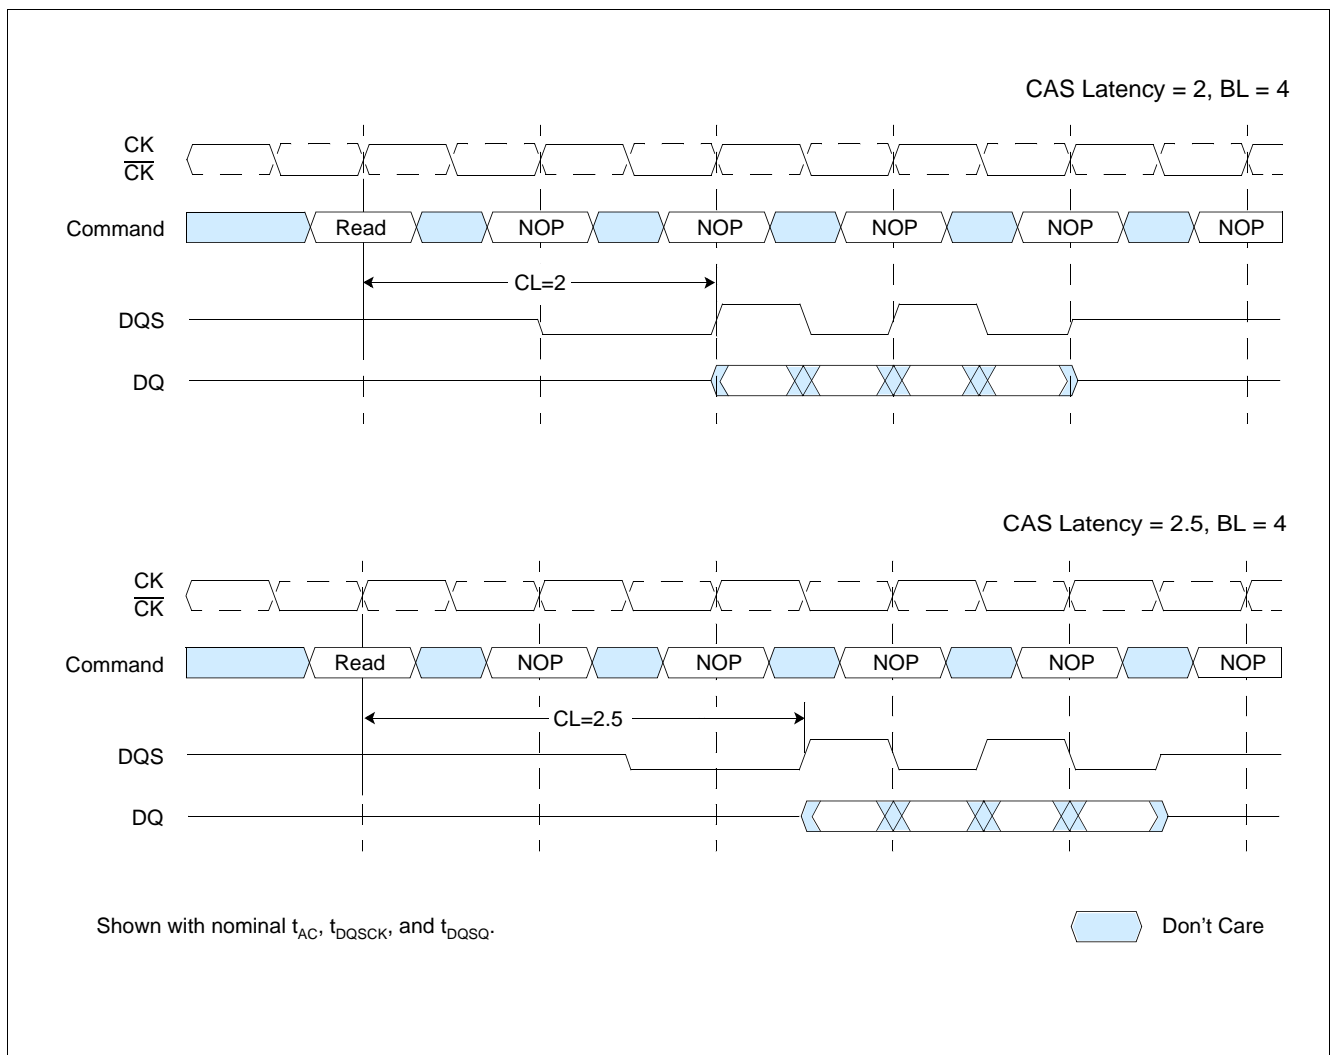 CAS Latency = 2, BL = 4
CK
CK
Command
Read
NOP
NOP
NOP
NOP
NOP
CL=2
DQS
DQ
CAS Latency = 2.5, BL = 4
CK
CK
Command
Read
NOP
NOP
NOP
NOP
NOP
CL=2.5
DQS
DQ
Shown with nominal tAC, tDQSCK, and tDQSQ.
Don't Care